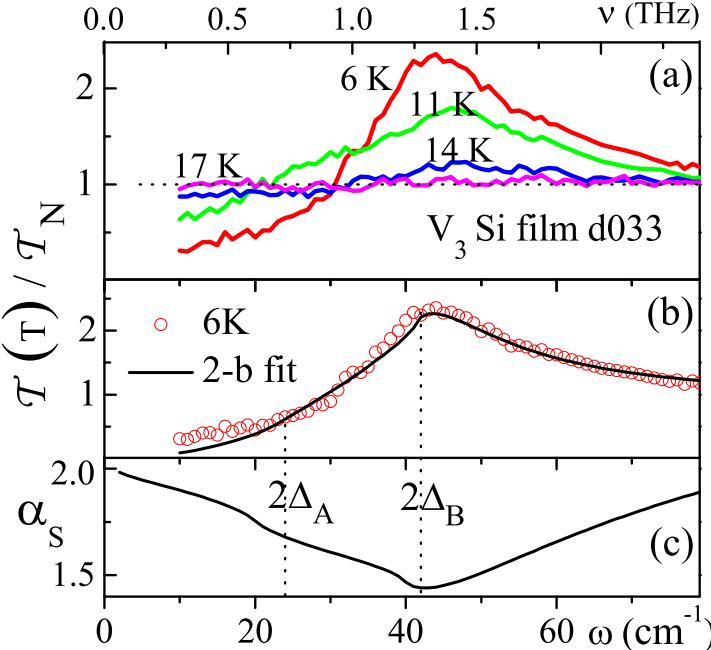 0.0 0.5 1.0 1.5 ν (THz)
(a)
6 K
2
11 K
14 K
17 K
1
V3 Si film d033
𝒯 (T) / 𝒯N
(b)
6K
2
2-b fit
1
2.0
2ΔA 2ΔB
αS
(c)
1.5
0 20 40 60 ω (cm-1)